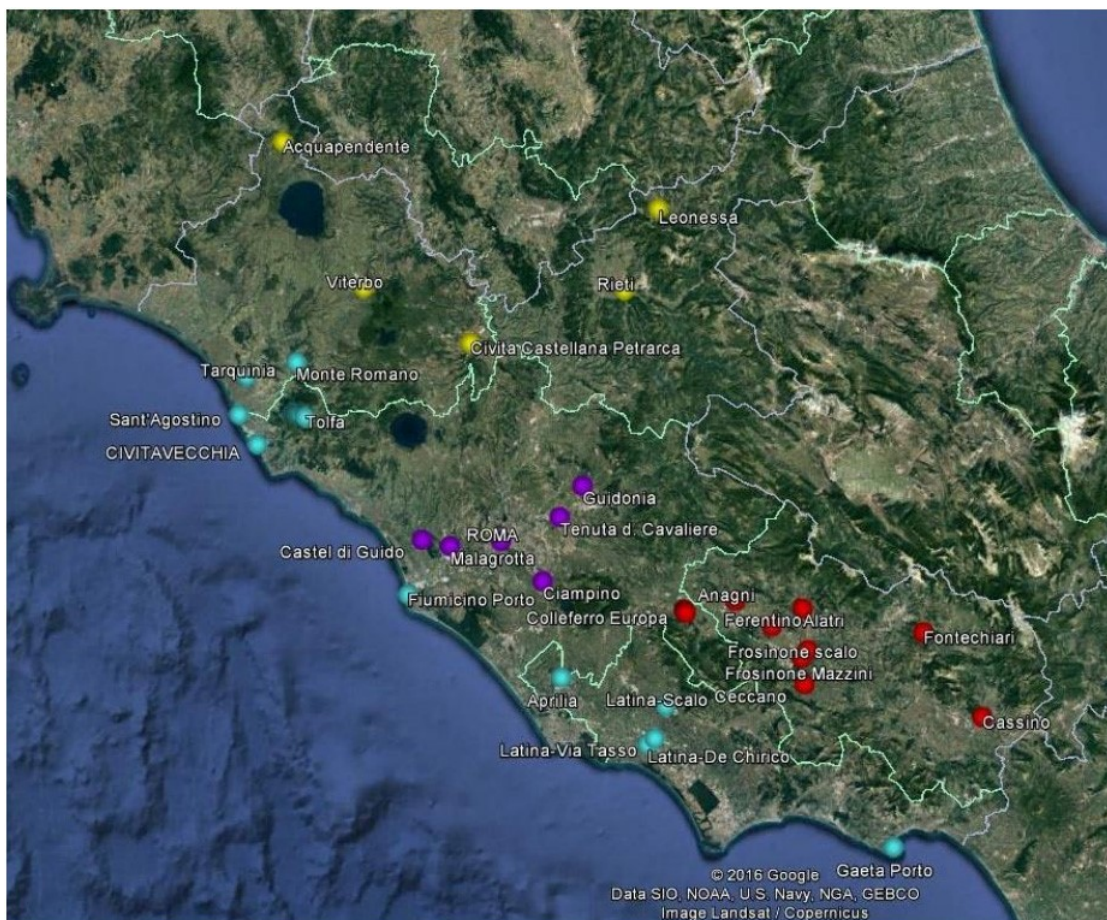 Acquapendente
Leonessa
Viterbo
Rieti
Civita Castellana Petrarca
Tarquinia
Monte Romano
Sant'Agostino
Tolfa
CIVITAVECCHIA
Guidonia
Tenuta d. Cavaliere
ROMA
Castel di Guido
Malagrotta
Fiumicino Porto
Ciampino
Anagni
Colleferro Europa
Ferentino
Alatri
Fontechiari
Frosinone scalo
Frosinone Mazzini
Aprilia
Latina-Scalo
Ceccano
Cassino
Latina-Via Tasso
Latina-De Chirico
Gaeta Porto
© 2016 Google
Data SIO, NOAA, U.S. Navy, NGA, GEBCO
Image Landsat / Copernicus